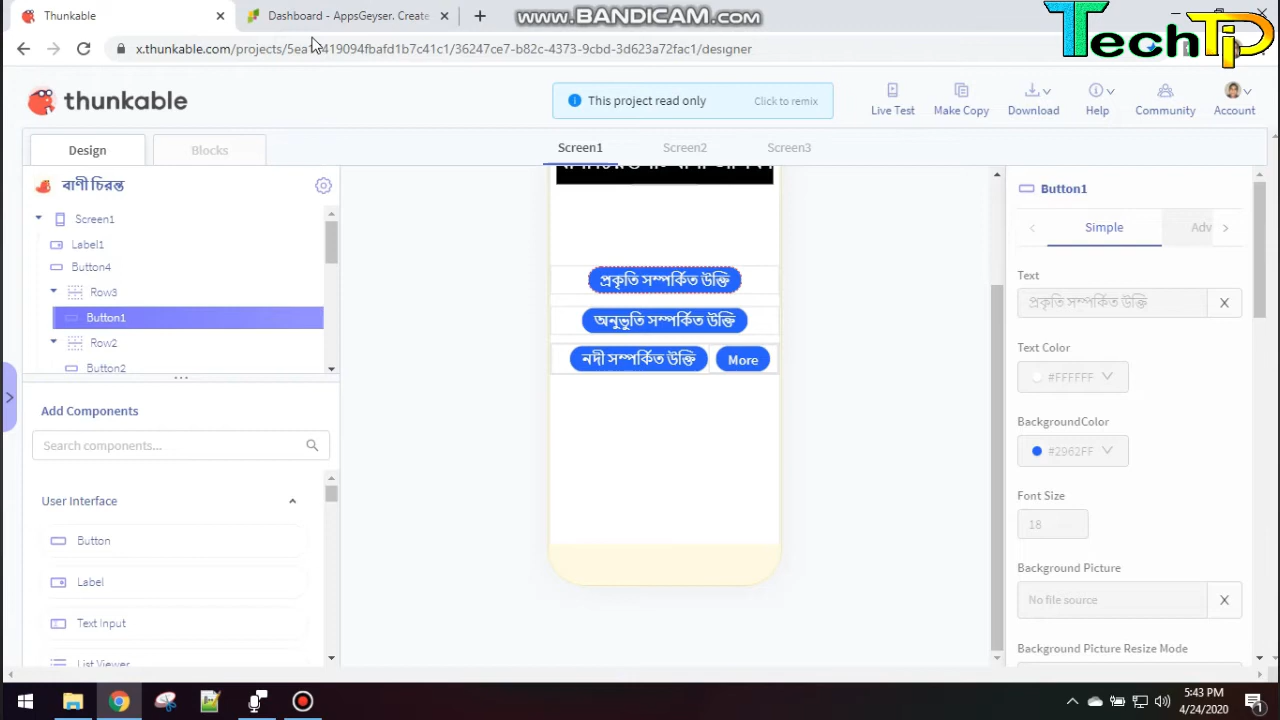 Thunkable
Dashboard - AppsGeyser. Create
www.BANDICAM.com
TechTip
x.thunkable.com/projects/5ea
419094fbafd1b7c41c1/36247ce7-b82c-4373-9cbd-3d623a72fac1/designer
thunkable
This project read only Click to remix
Live Test Make Copy Download Help Community Account
Design Blocks
Screen1 Screen2 Screen3
বাণী চিরন্ত
Screen1
Label1
Button4
Row3
Button1
Row2
Button2
Add Components
Search components...
User Interface
Button
Label
Text Input
List Viewer
প্রকৃতি সম্পর্কিত উক্তি
অনুভুতি সম্পর্কিত উক্তি
নদী সম্পর্কিত উক্তি More
Button1
Simple Adv
Text
প্রকৃতি সম্পর্কিত উক্তি X
Text Color
#FFFFFF
BackgroundColor
#2962FF
Font Size
18
Background Picture
No file source X
Background Picture Resize Mode
5:43 PM
4/24/2020
1